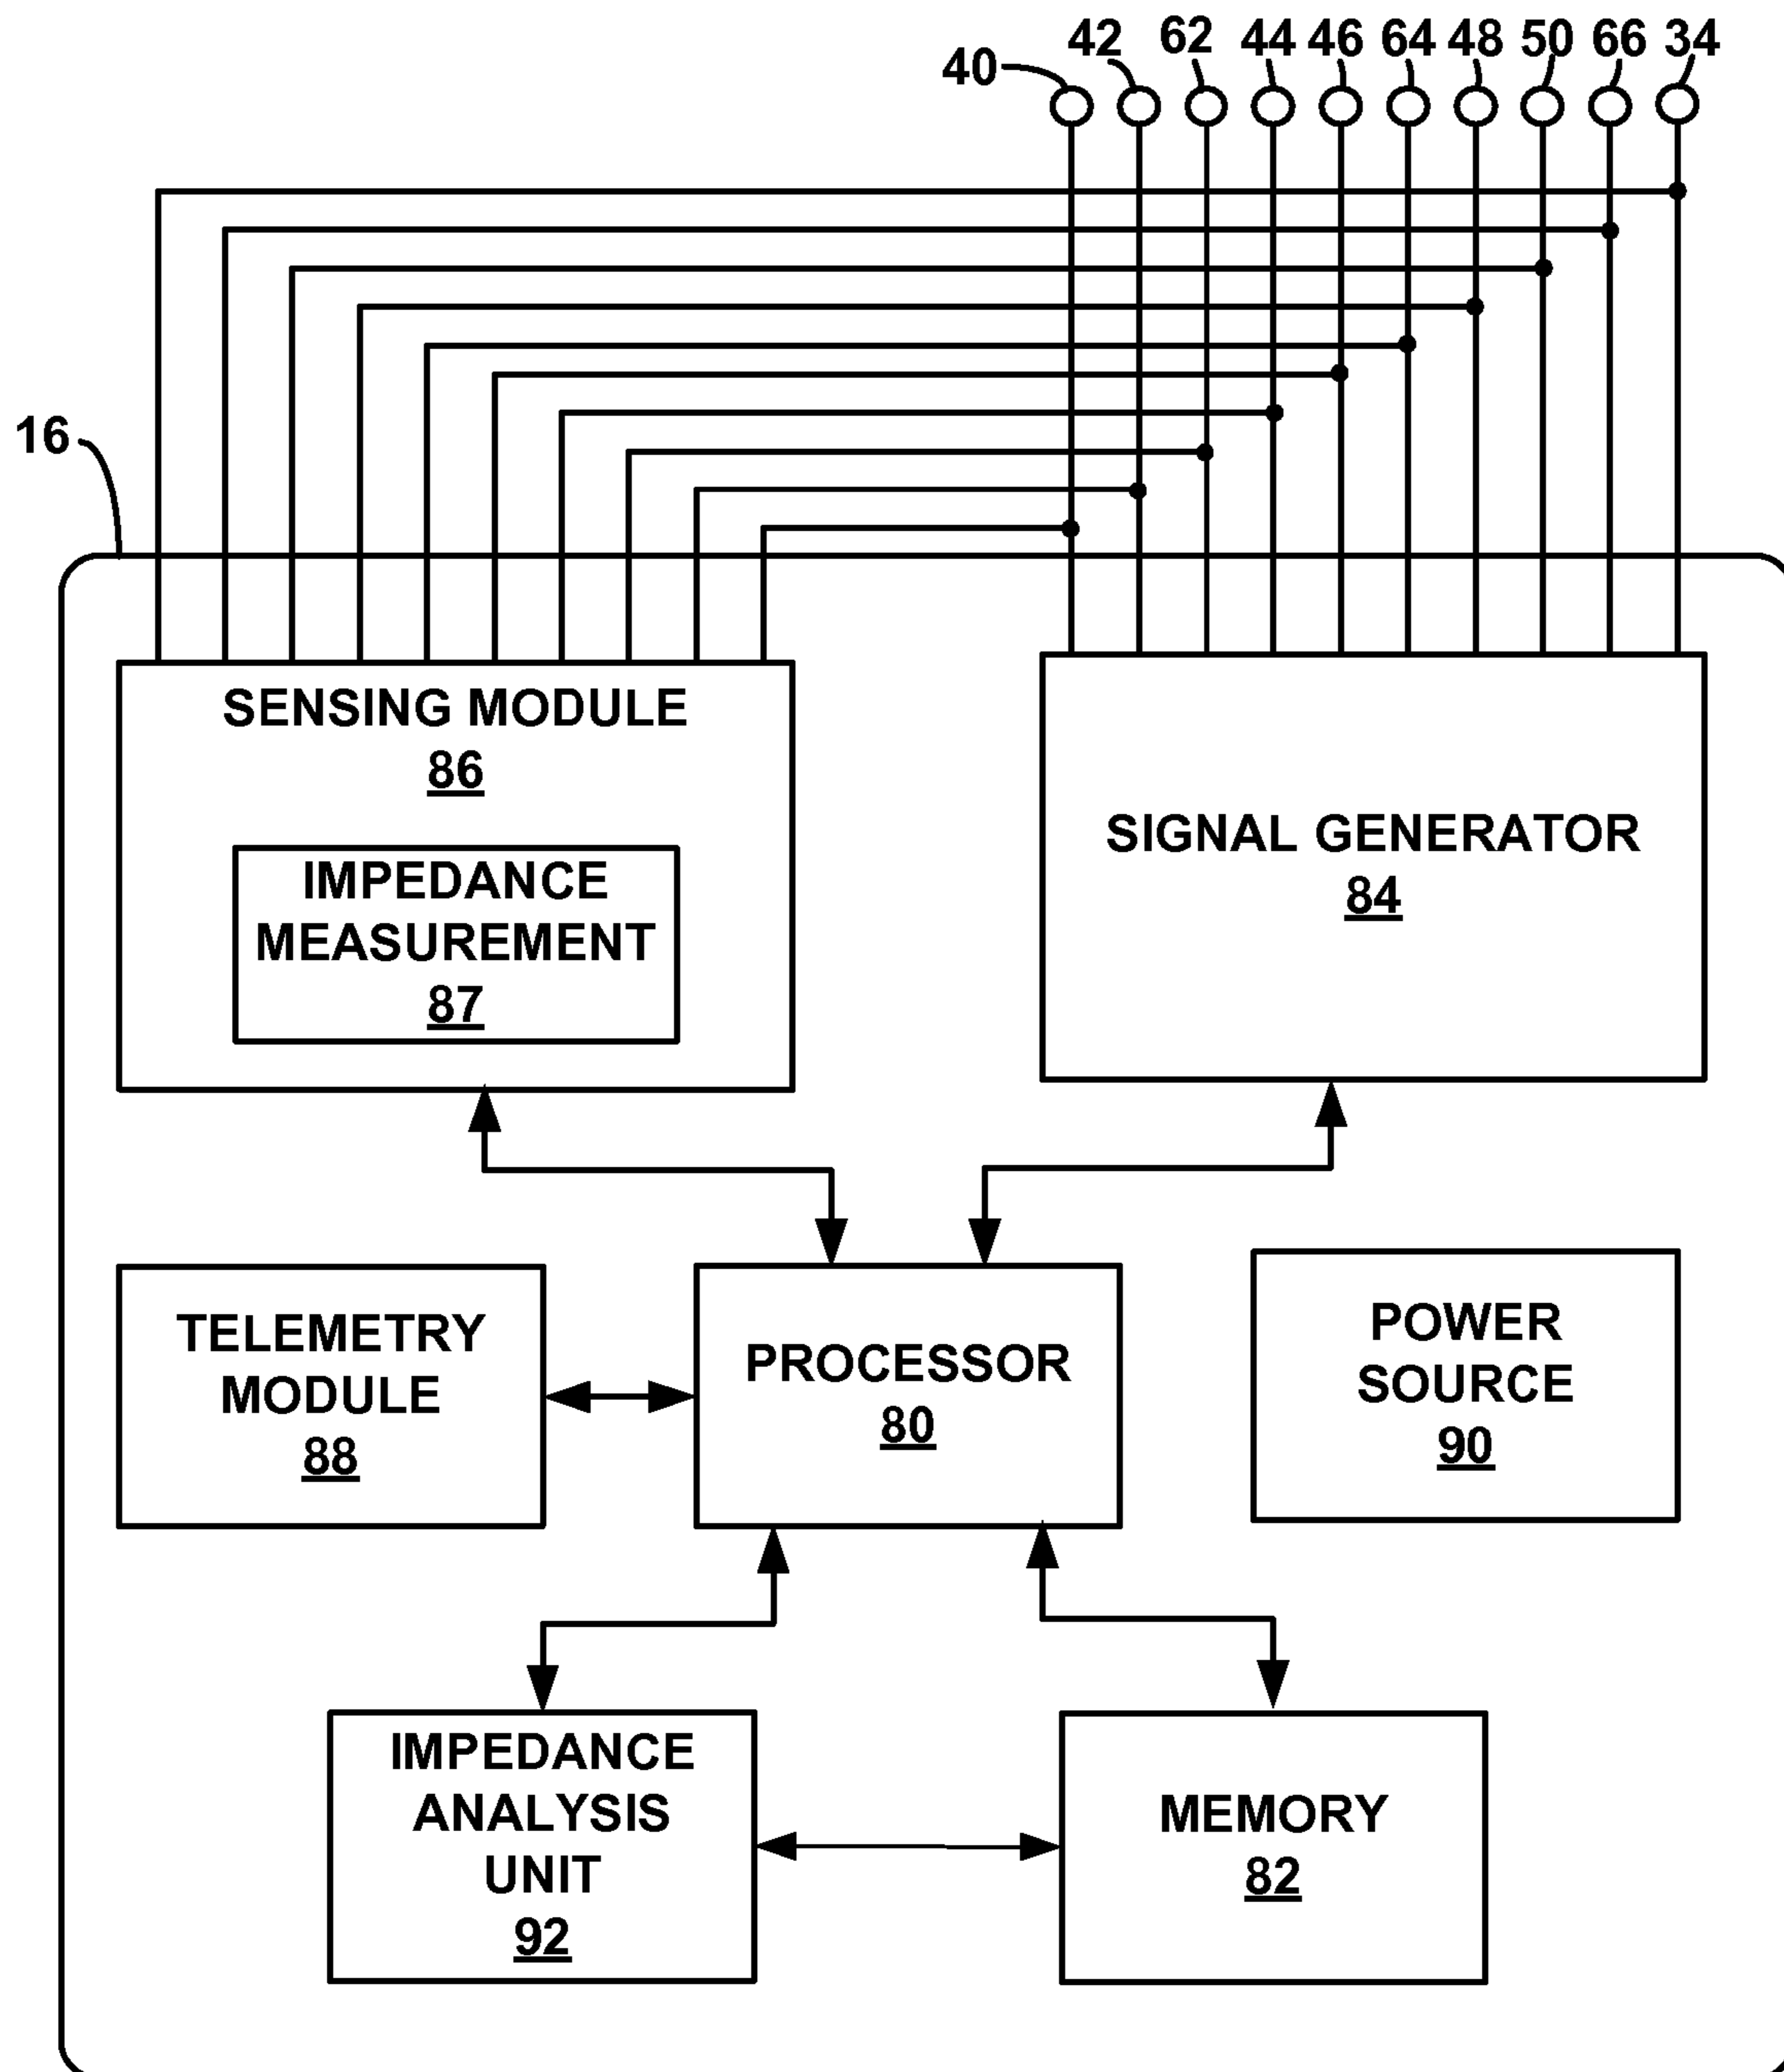 40 42 62 44 46 64 48 50 66 34
16
SENSING MODULE
86
IMPEDANCE
MEASUREMENT
87
SIGNAL GENERATOR
84
TELEMETRY
MODULE
88
PROCESSOR
80
POWER
SOURCE
90
IMPEDANCE
ANALYSIS
UNIT
92
MEMORY
82